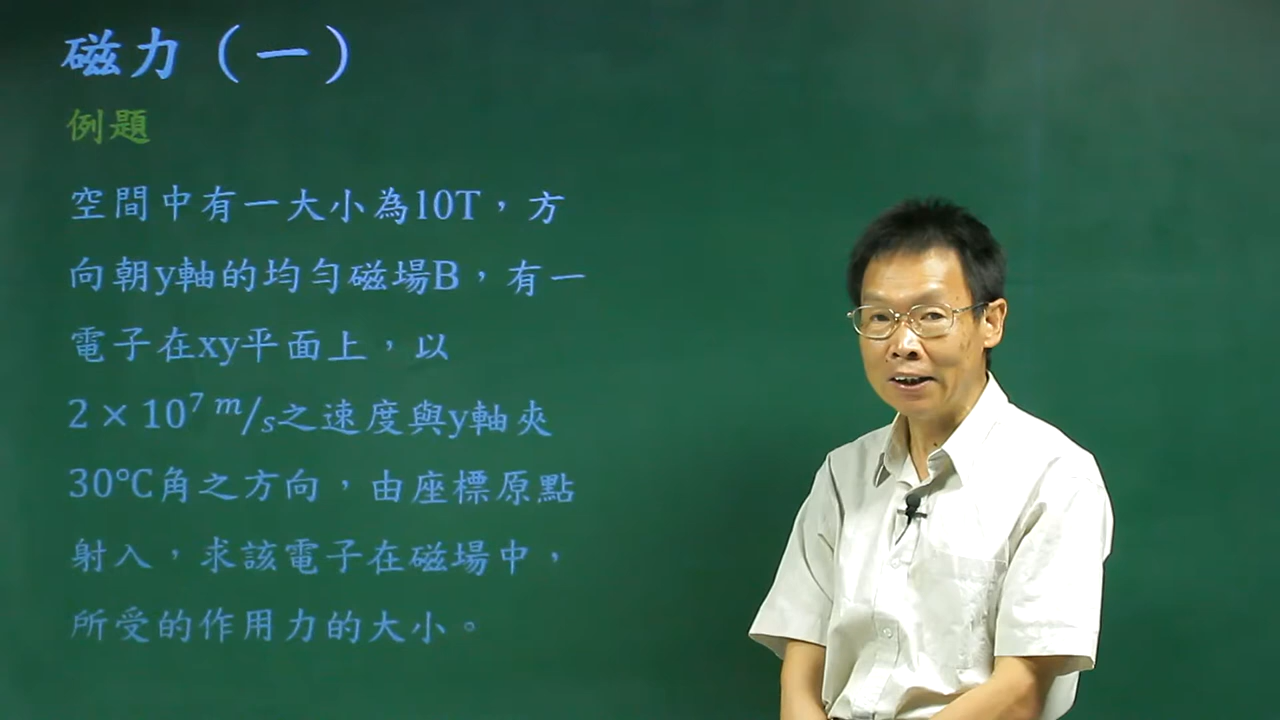 磁力（一）
例題
空間中有一大小為10T，方
向朝y軸的均勻磁場B，有一
電子在xy平面上，以
2 × 10⁷ m/s之速度與y軸夾
30°C角之方向，由座標原點
射入，求該電子在磁場中，
所受的作用力的大小。